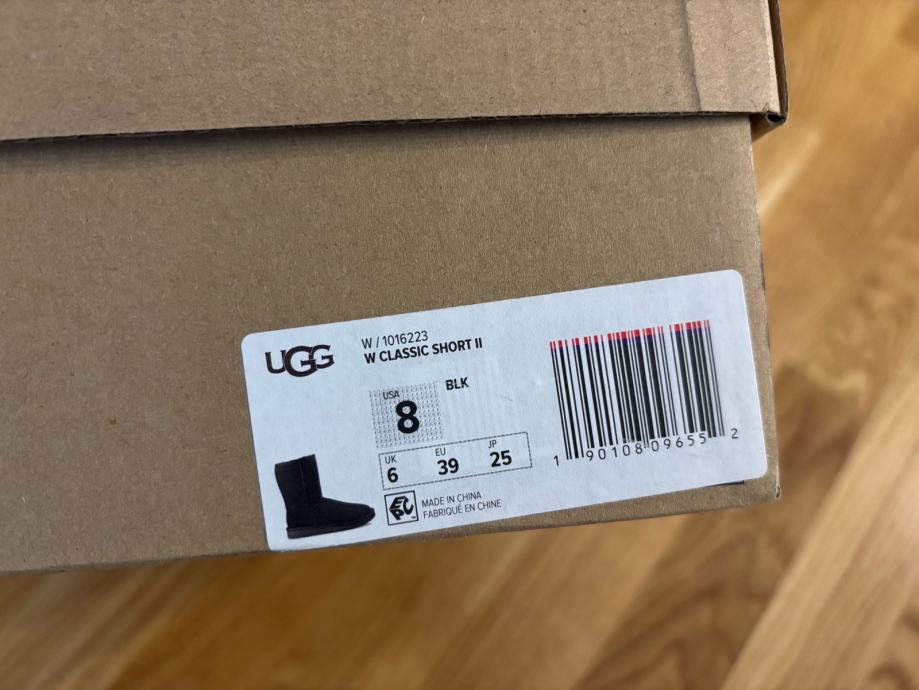 UGG
W / 1016223
W CLASSIC SHORT II
BLK
USA
8
UK EU JP
6 39 25
EPC
MADE IN CHINA
FABRIQUÉ EN CHINE
1 90108 09655 2